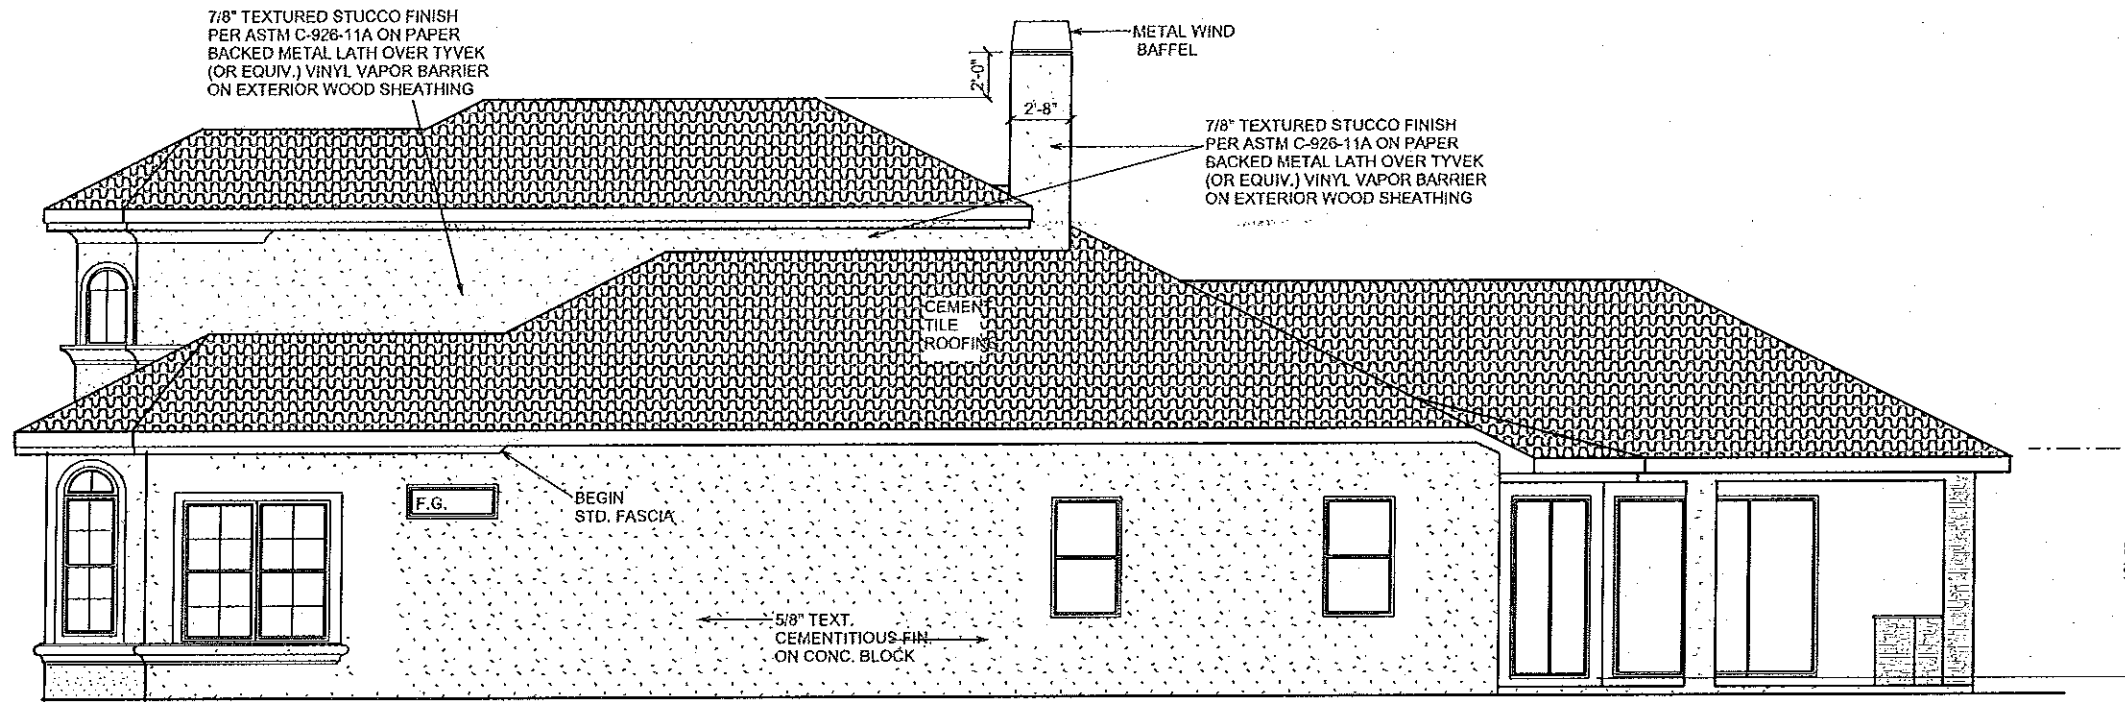 7/8" TEXTURED STUCCO FINISH
PER ASTM C-926-11A ON PAPER
BACKED METAL LATH OVER TYVEK
(OR EQUIV.) VINYL VAPOR BARRIER
ON EXTERIOR WOOD SHEATHING
METAL WIND
BAFFEL
2'-0"
2'-8"
7/8" TEXTURED STUCCO FINISH
PER ASTM C-926-11A ON PAPER
BACKED METAL LATH OVER TYVEK
(OR EQUIV.) VINYL VAPOR BARRIER
ON EXTERIOR WOOD SHEATHING
CEMENT
TILE
ROOFING
F.G.
BEGIN
STD. FASCIA
5/8" TEXT.
CEMENTITIOUS FIN
ON CONC. BLOCK